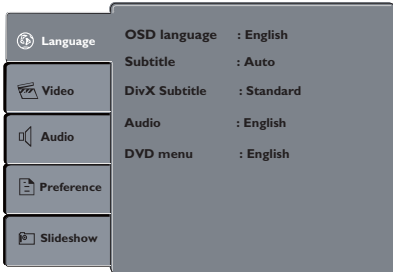 Language
Video
Audio
Preference
Slideshow
OSD language : English
Subtitle : Auto
DivX Subtitle : Standard
Audio : English
DVD menu : English